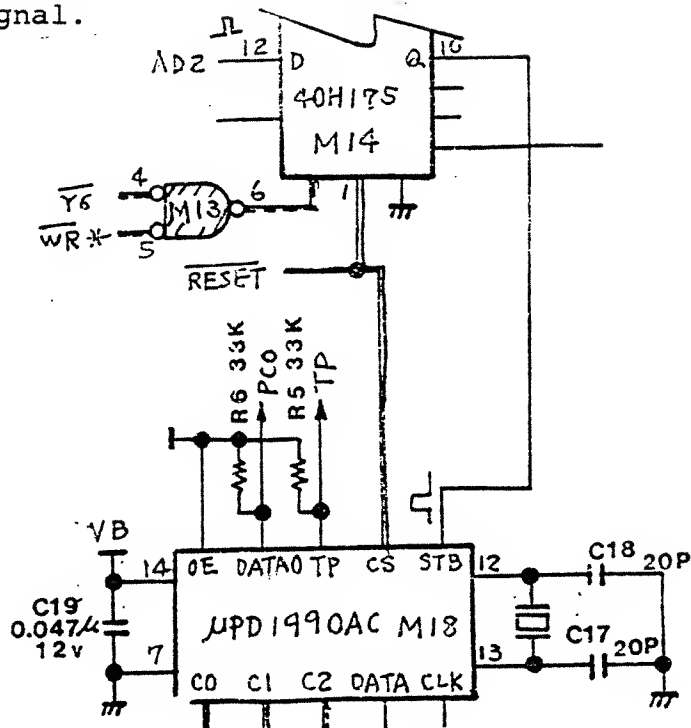 gnal.
12
10
AD2
D
Q
40H175
M14
4
Y6
M13
6
WR*
5
1
RESET
R6 33K
PC0
R5 33K
TP
VB
14
OE DATAO TP CS STB
12
C18
20P
C19
0.047μ
12v
μPD1990AC M18
7
13
C17
20P
C0 C1 C2 DATA CLK